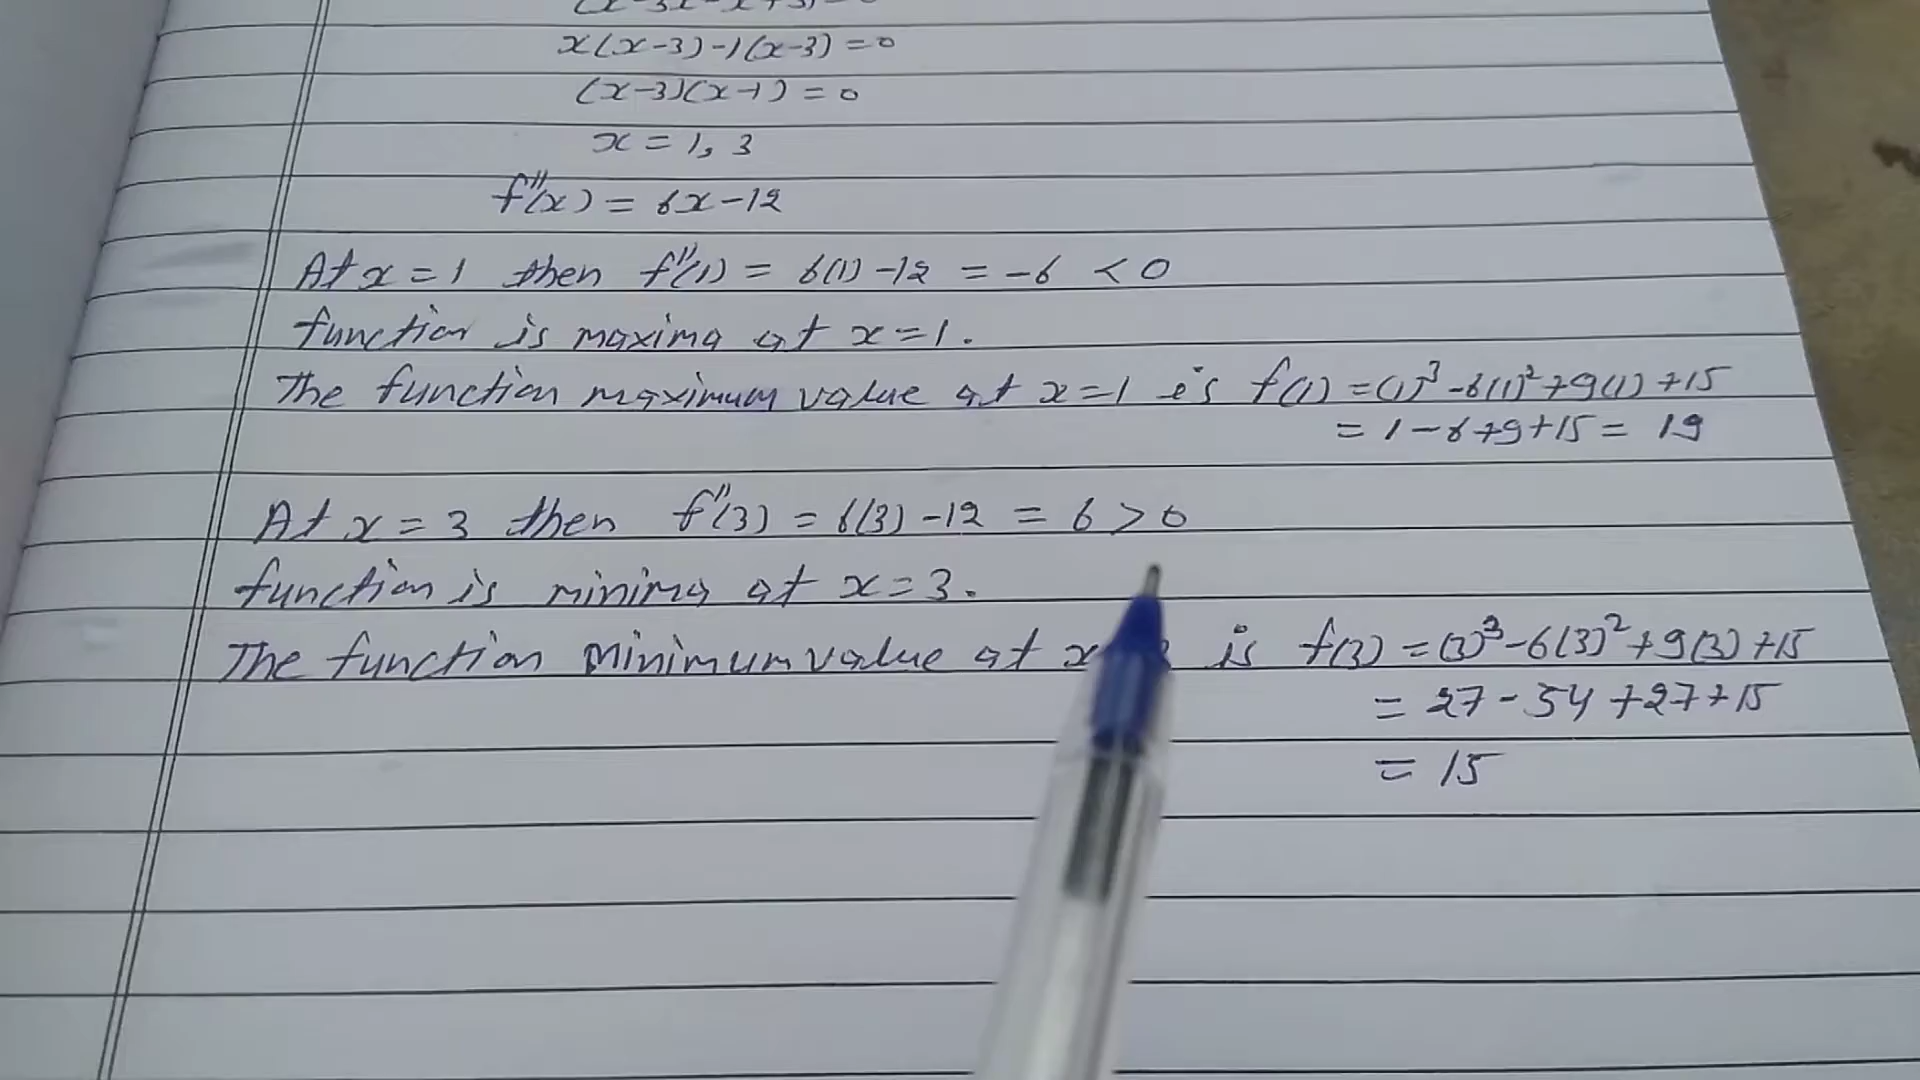 x(x-3)-1(x-3)=0
(x-3)(x-1)=0
x=1,3
f''(x)=6x-12
At x=1 then f''(1)=6(1)-12=-6<0
function is maxima at x=1.
The function maximum value at x=1 is f(1)=(1)³-6(1)²+9(1)+15
=1-6+9+15=19
At x=3 then f''(3)=6(3)-12=6>0
function is minima at x=3.
The function minimum value at x is f(3)=(3)³-6(3)²+9(3)+15
=27-54+27+15
=15